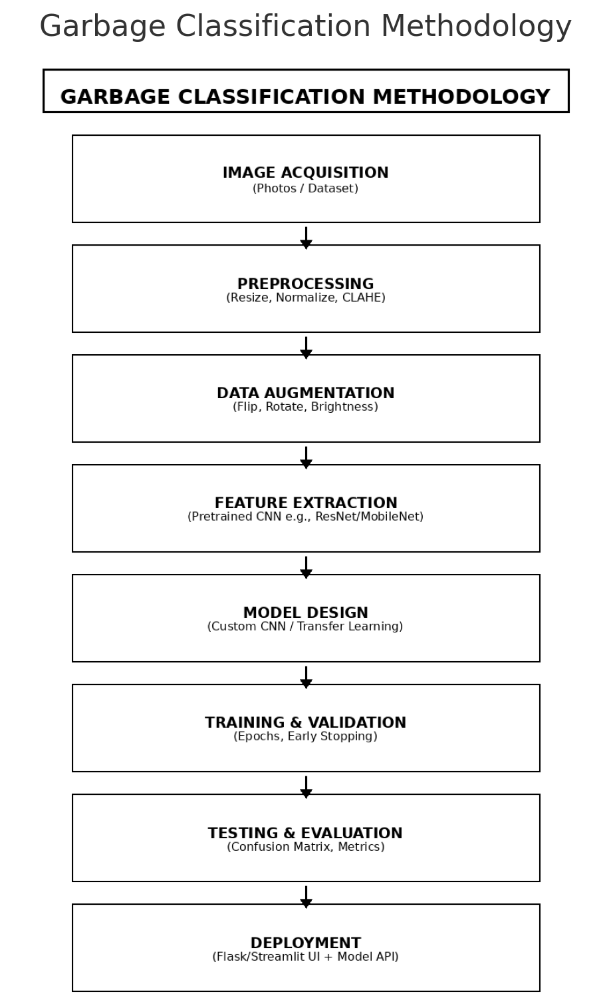 Garbage Classification Methodology
GARBAGE CLASSIFICATION METHODOLOGY
IMAGE ACQUISITION
(Photos / Dataset)
PREPROCESSING
(Resize, Normalize, CLAHE)
DATA AUGMENTATION
(Flip, Rotate, Brightness)
FEATURE EXTRACTION
(Pretrained CNN e.g., ResNet/MobileNet)
MODEL DESIGN
(Custom CNN / Transfer Learning)
TRAINING & VALIDATION
(Epochs, Early Stopping)
TESTING & EVALUATION
(Confusion Matrix, Metrics)
DEPLOYMENT
(Flask/Streamlit UI + Model API)